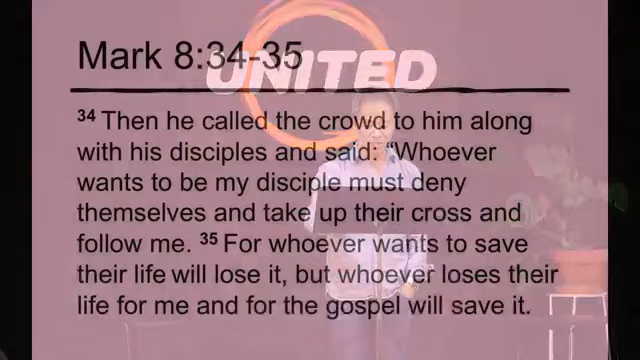 Mark 8:34-35
UNITED
34 Then he called the crowd to him along
with his disciples and said: “Whoever
wants to be my disciple must deny
themselves and take up their cross and
follow me. 35 For whoever wants to save
their life will lose it, but whoever loses their
life for me and for the gospel will save it.